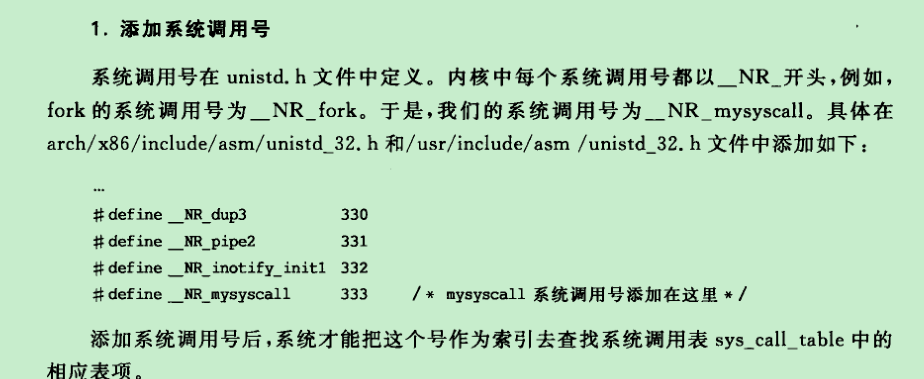 1. 添加系统调用号
系统调用号在 unistd. h 文件中定义。内核中每个系统调用号都以__NR_开头,例如,
fork 的系统调用号为__NR_fork。于是,我们的系统调用号为__NR_mysyscall。具体在
arch/x86/include/asm/unistd_32. h 和/usr/include/asm /unistd_32. h 文件中添加如下：
…
# define __NR_dup3 330
# define __NR_pipe2 331
# define __NR_inotify_init1 332
# define __NR_mysyscall 333 /* mysyscall 系统调用号添加在这里 */
添加系统调用号后,系统才能把这个号作为索引去查找系统调用表 sys_call_table 中的
相应表项。